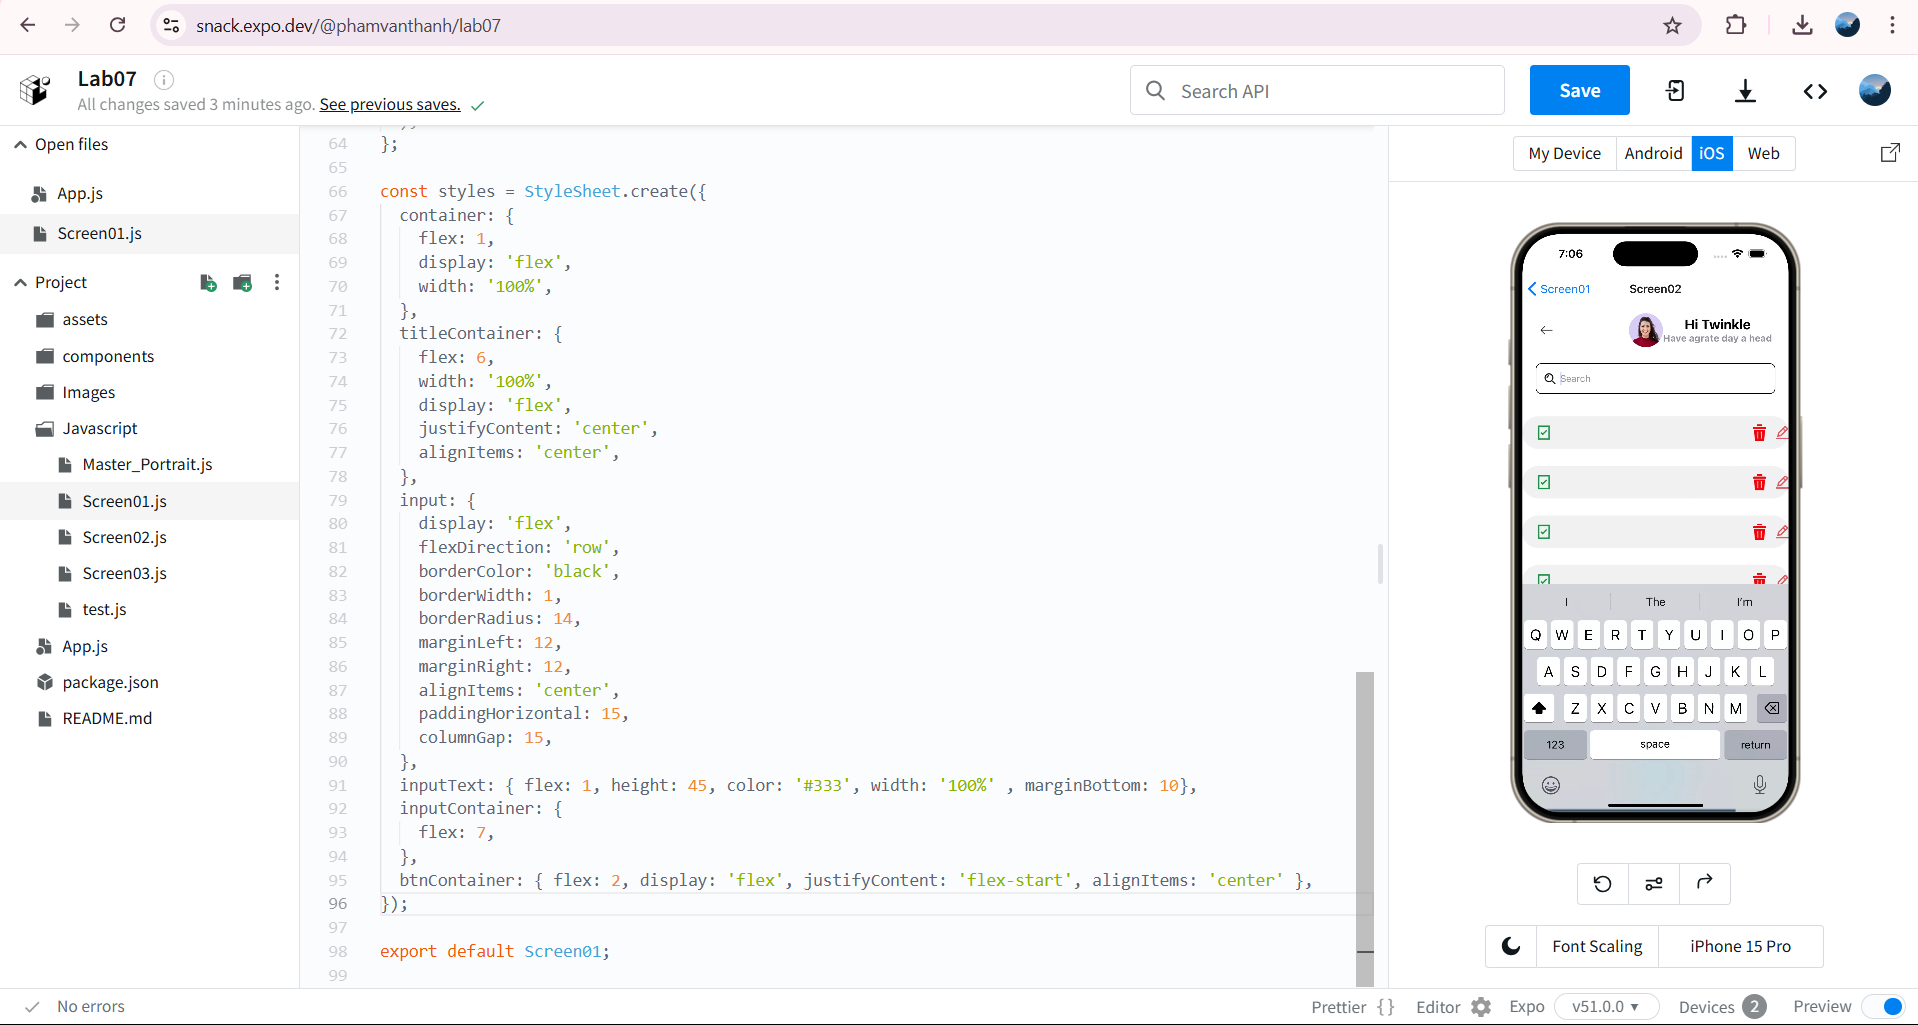 snack.expo.dev/@phamvanthanh/lab07
Lab07
All changes saved 3 minutes ago. See previous saves.
Search API
Save
Open files
App.js
Screen01.js
Project
assets
components
Images
Javascript
Master_Portrait.js
Screen01.js
Screen02.js
Screen03.js
test.js
App.js
package.json
README.md
64 };
65
66 const styles = StyleSheet.create({
67 container: {
68 flex: 1,
69 display: 'flex',
70 width: '100%',
71 },
72 titleContainer: {
73 flex: 6,
74 width: '100%',
75 display: 'flex',
76 justifyContent: 'center',
77 alignItems: 'center',
78 },
79 input: {
80 display: 'flex',
81 flexDirection: 'row',
82 borderColor: 'black',
83 borderWidth: 1,
84 borderRadius: 14,
85 marginLeft: 12,
86 marginRight: 12,
87 alignItems: 'center',
88 paddingHorizontal: 15,
89 columnGap: 15,
90 },
91 inputText: { flex: 1, height: 45, color: '#333', width: '100%' , marginBottom: 10},
92 inputContainer: {
93 flex: 7,
94 },
95 btnContainer: { flex: 2, display: 'flex', justifyContent: 'flex-start', alignItems: 'center' },
96 });
97
98 export default Screen01;
99
My Device Android iOS Web
7:06
Screen01 Screen02
Hi Twinkle
Have agrate day a head
Search
I The I'm
Q W E R T Y U I O P
A S D F G H J K L
Z X C V B N M
123 space return
Font Scaling iPhone 15 Pro
No errors
Prettier { } Editor Expo v51.0.0 Devices 2 Preview